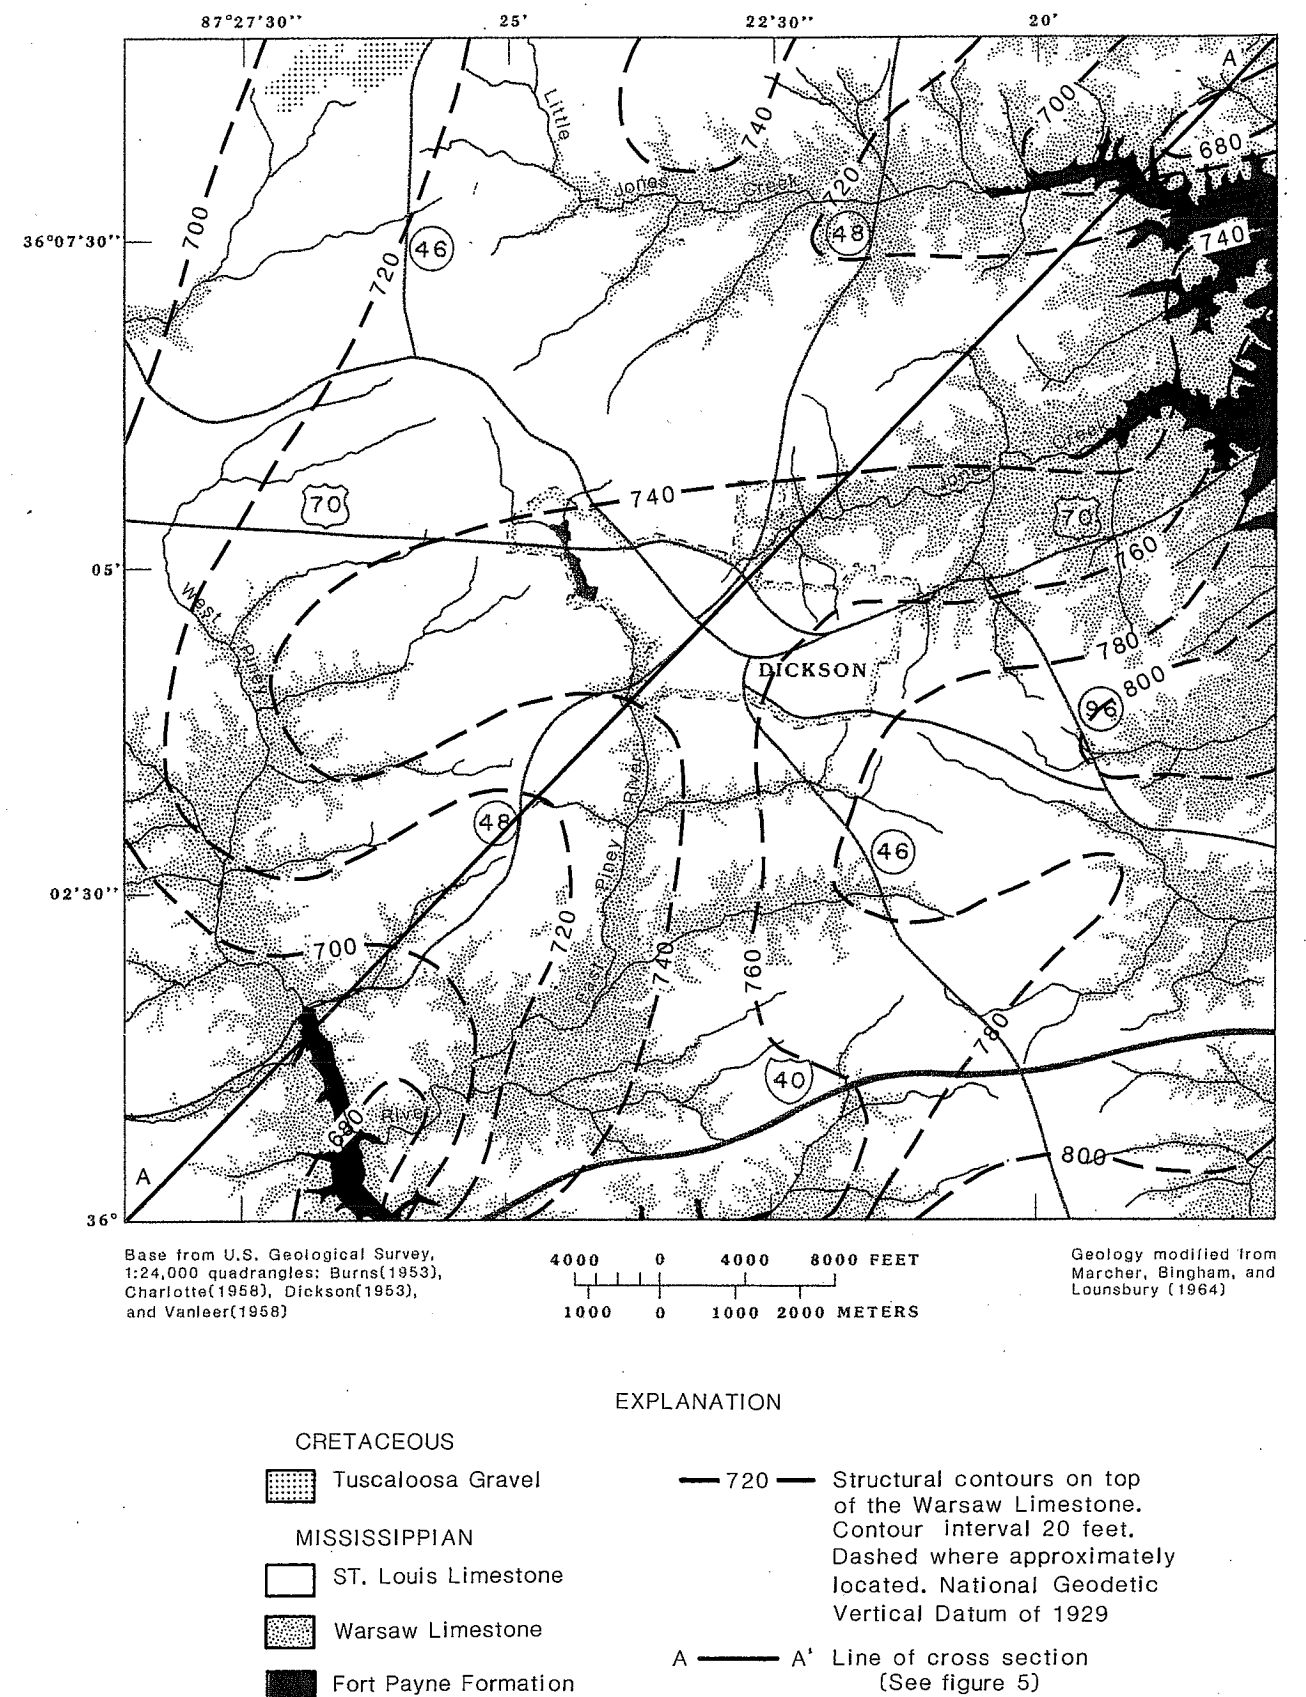 87°27'30"
25'
22'30"
20'
A
Little
700
740
680
Jones
Creek
720
700
48
36°07'30"
46
740
720
Creek
740
Jones
70
70
760
05'
West
Piney
780
DICKSON
800
96
River
48
46
Piney
02'30"
720
700
740
760
East
780
40
River
680
800
A
36°
Base from U.S. Geological Survey,
1:24,000 quadrangles: Burns(1953),
Charlotte(1958), Dickson(1953),
and Vanleer(1958)
4000 0 4000 8000 FEET
1000 0 1000 2000 METERS
Geology modified from
Marcher, Bingham, and
Lounsbury (1964)
EXPLANATION
CRETACEOUS
Tuscaloosa Gravel
MISSISSIPPIAN
ST. Louis Limestone
Warsaw Limestone
Fort Payne Formation
720
Structural contours on top
of the Warsaw Limestone.
Contour interval 20 feet.
Dashed where approximately
located. National Geodetic
Vertical Datum of 1929
A A' Line of cross section
(See figure 5)